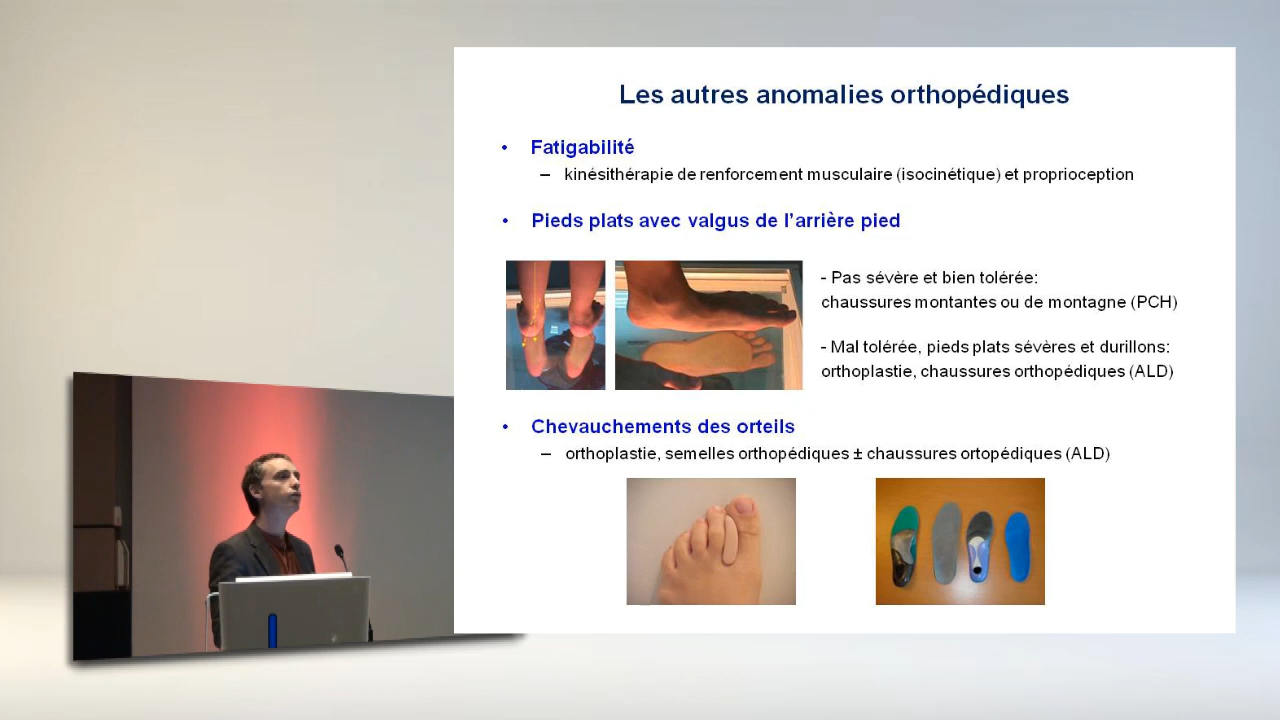 Les autres anomalies orthopédiques
• Fatigabilité
– kinésithérapie de renforcement musculaire (isocinétique) et proprioception
• Pieds plats avec valgus de l'arrière pied
- Pas sévère et bien tolérée:
chaussures montantes ou de montagne (PCH)
- Mal tolérée, pieds plats sévères et durillons:
orthoplastie, chaussures orthopédiques (ALD)
• Chevauchements des orteils
– orthoplastie, semelles orthopédiques ± chaussures ortopédiques (ALD)